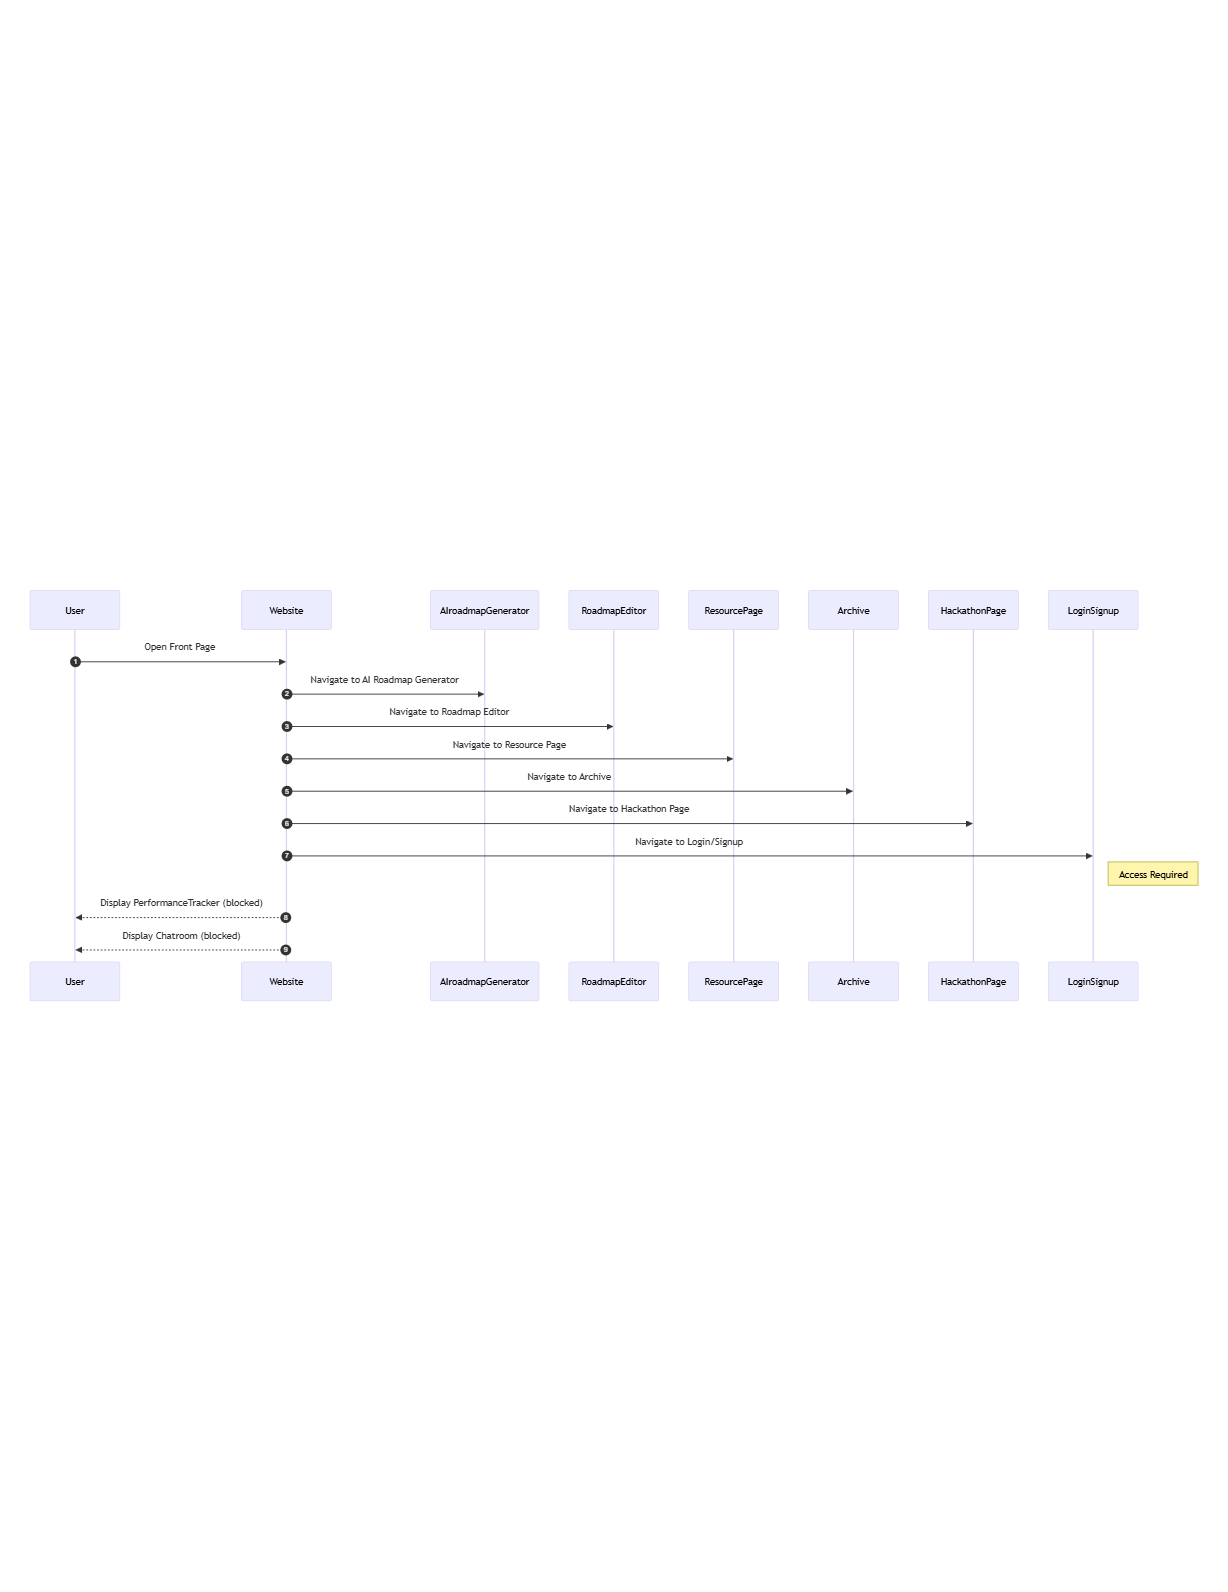 User
Website
AIroadmapGenerator
RoadmapEditor
ResourcePage
Archive
HackathonPage
LoginSignup
Open Front Page
1
Navigate to AI Roadmap Generator
2
Navigate to Roadmap Editor
3
Navigate to Resource Page
4
Navigate to Archive
5
Navigate to Hackathon Page
6
Navigate to Login/Signup
7
Access Required
Display PerformanceTracker (blocked)
8
Display Chatroom (blocked)
9
User
Website
AIroadmapGenerator
RoadmapEditor
ResourcePage
Archive
HackathonPage
LoginSignup